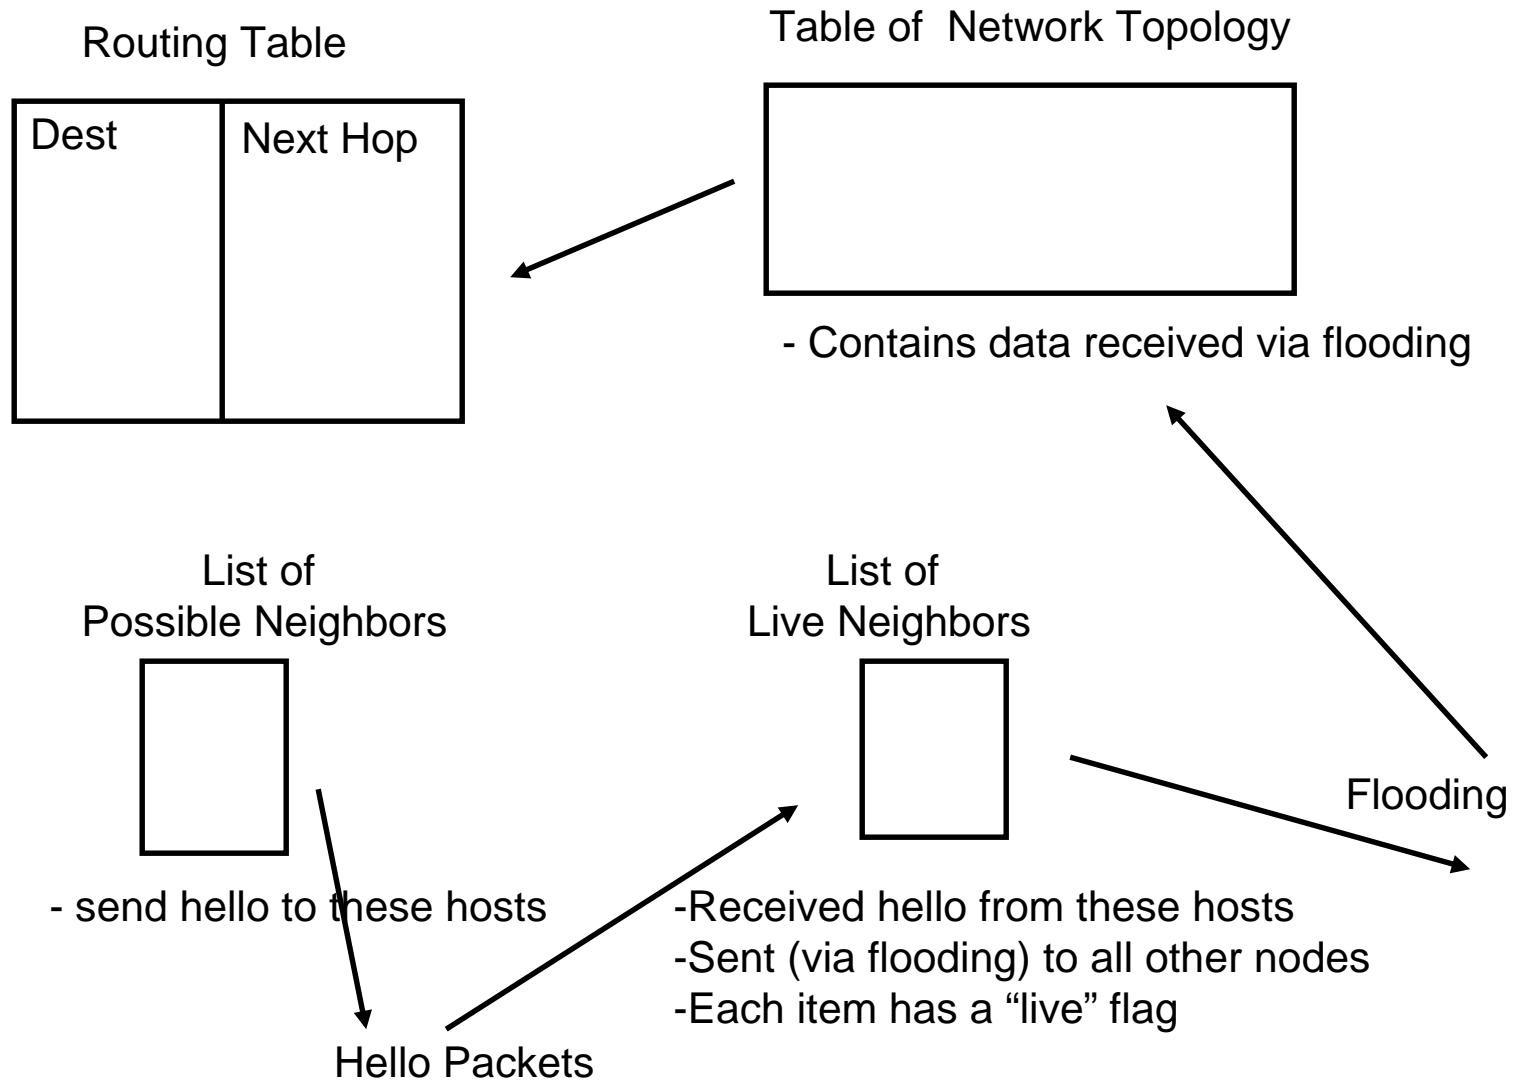 Routing Table
Table of  Network Topology
Dest
Next Hop
- Contains data received via flooding
List of
Possible Neighbors
List of
Live Neighbors
Flooding
- send hello to these hosts
-Received hello from these hosts
-Sent (via flooding) to all other nodes
-Each item has a “live” flag
Hello Packets